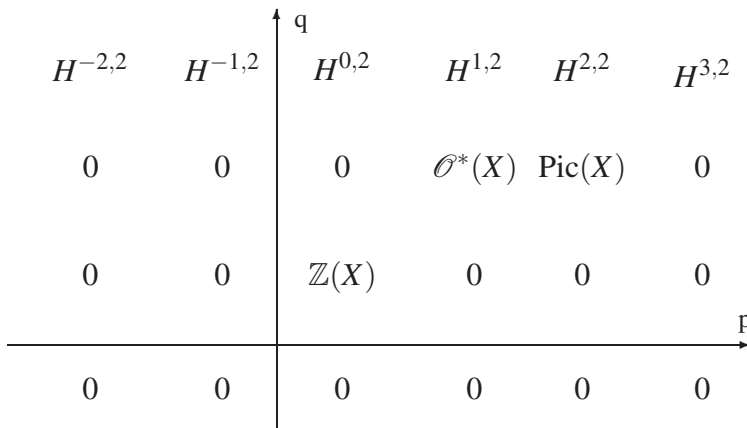 q
H^{-2,2} H^{-1,2} H^{0,2} H^{1,2} H^{2,2} H^{3,2}
0 0 0 𝒪*(X) Pic(X) 0
0 0 ℤ(X) 0 0 0
p
0 0 0 0 0 0